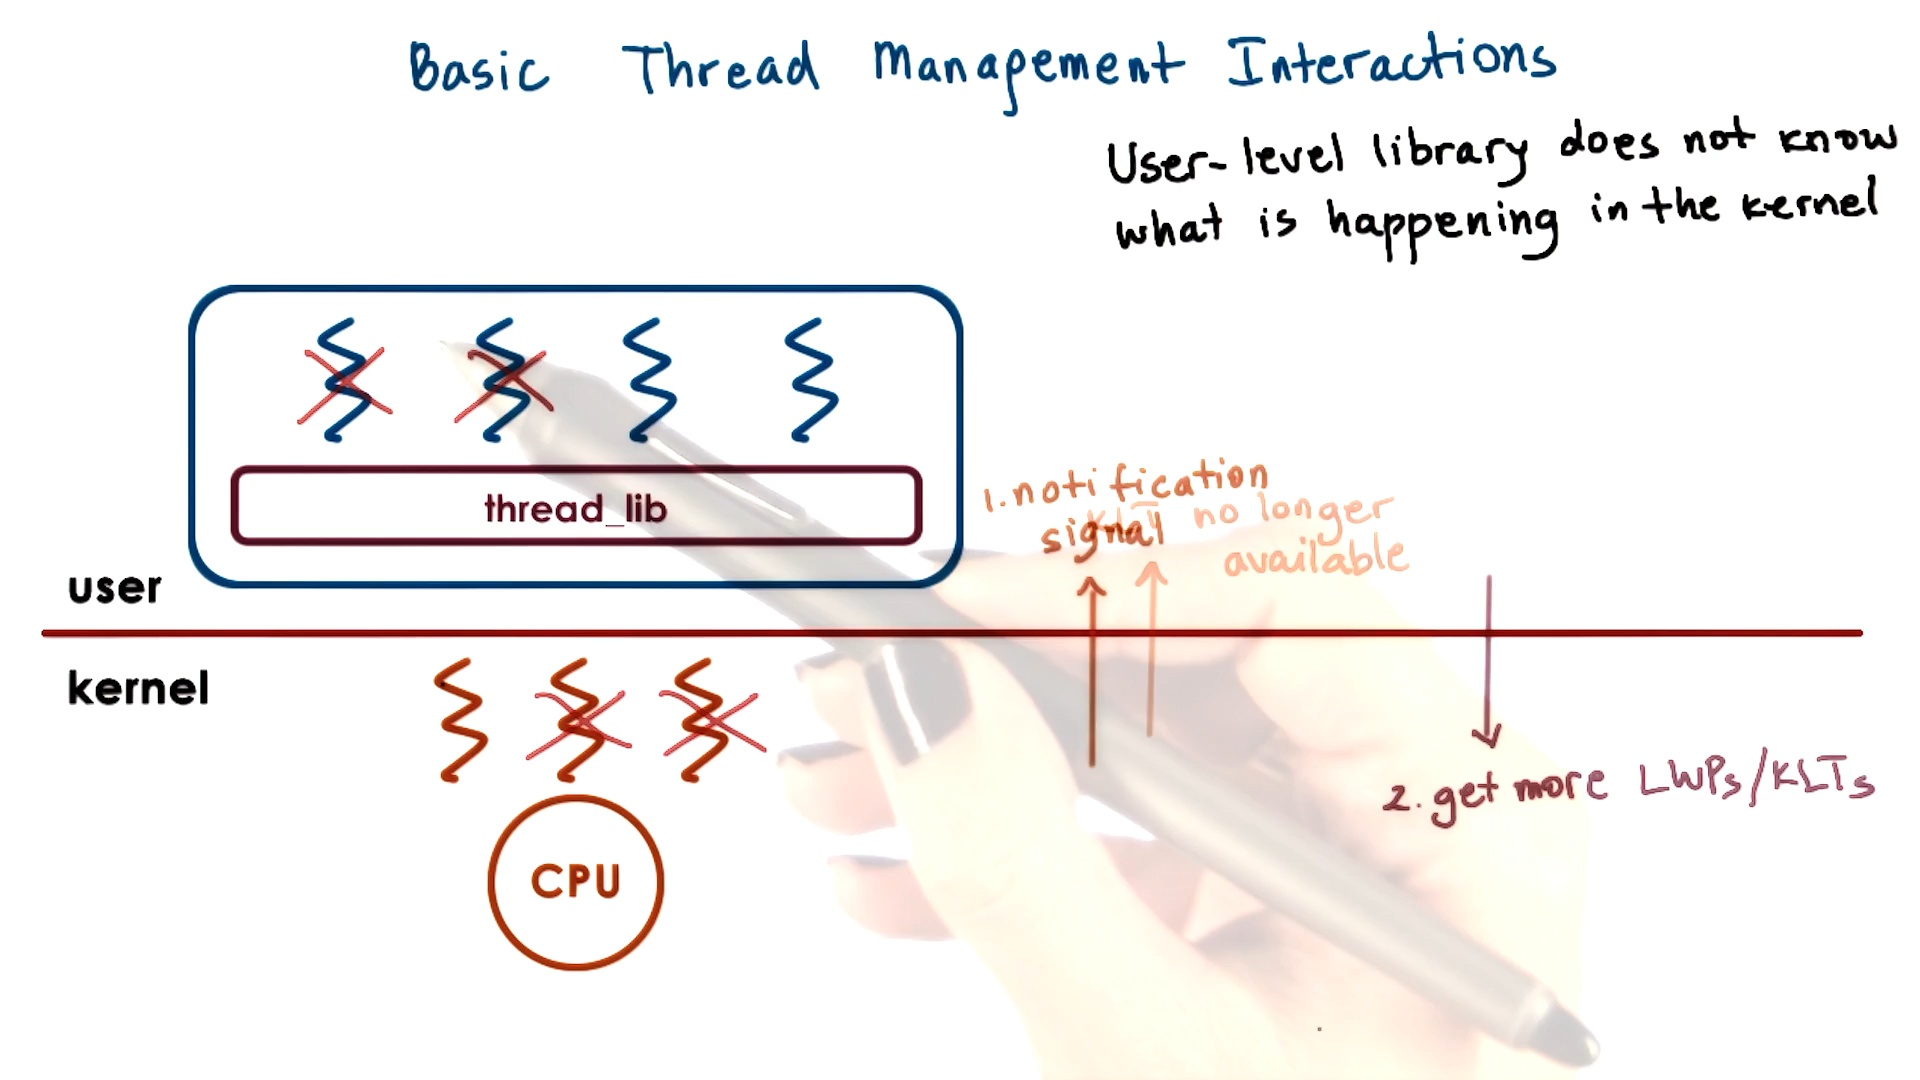 Basic Thread Management Interactions
User-level library does not know
what is happening in the kernel
thread_lib
1. notification
signal
no longer
available
user
kernel
2. get more LWPs/KLTs
CPU